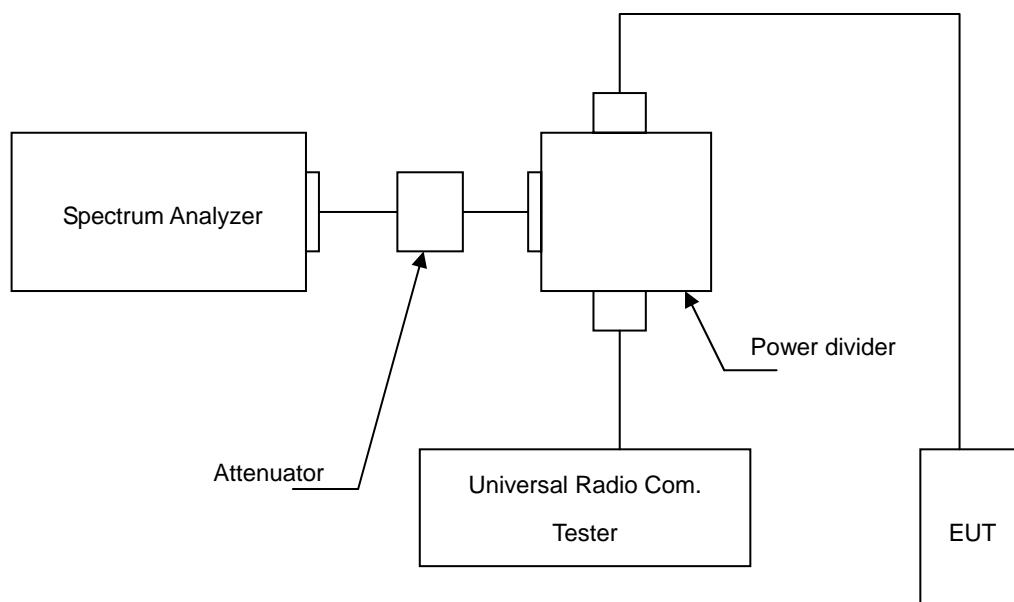 Spectrum Analyzer
Power divider
Attenuator
Universal Radio Com.
Tester
EUT